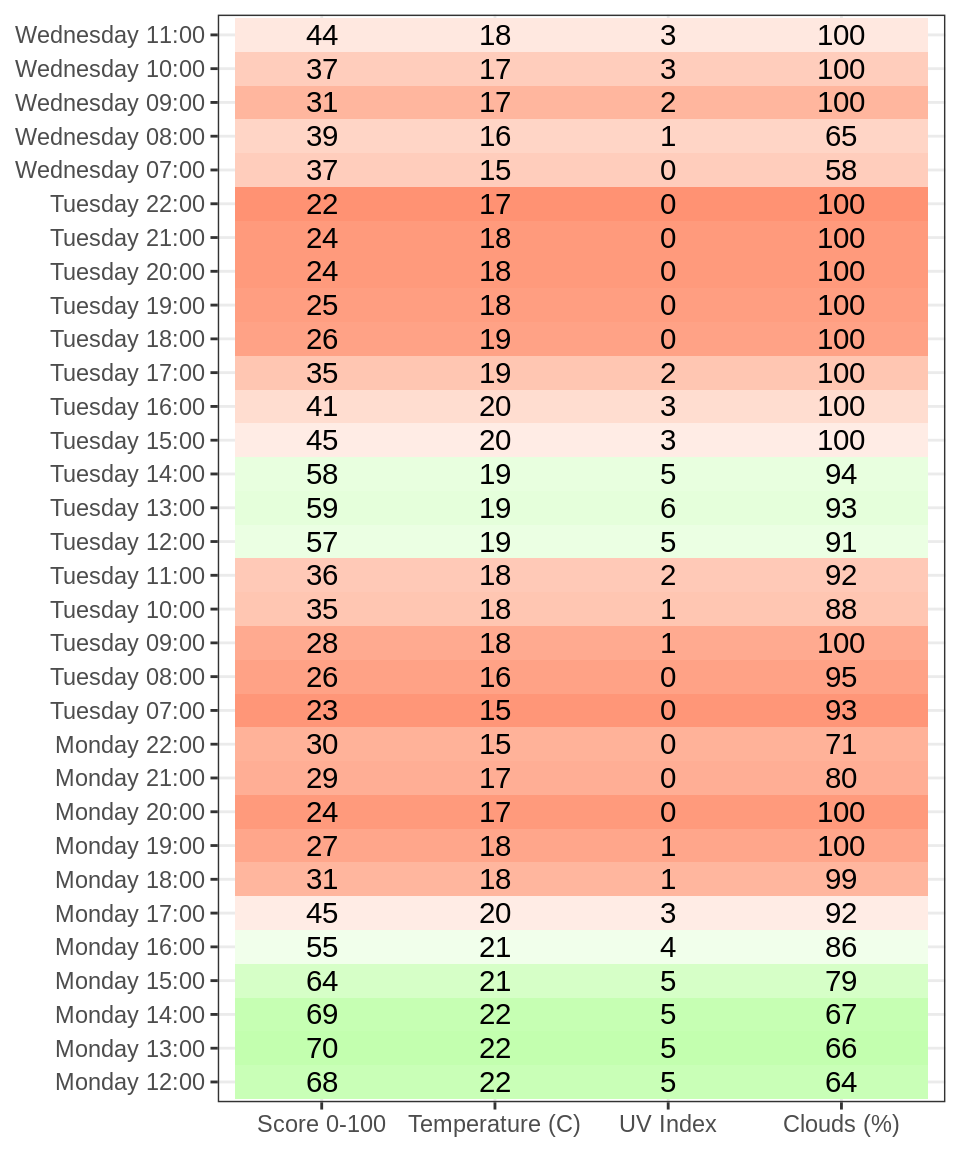 Wednesday 11:00 44 18 3 100
Wednesday 10:00 37 17 3 100
Wednesday 09:00 31 17 2 100
Wednesday 08:00 39 16 1 65
Wednesday 07:00 37 15 0 58
Tuesday 22:00 22 17 0 100
Tuesday 21:00 24 18 0 100
Tuesday 20:00 24 18 0 100
Tuesday 19:00 25 18 0 100
Tuesday 18:00 26 19 0 100
Tuesday 17:00 35 19 2 100
Tuesday 16:00 41 20 3 100
Tuesday 15:00 45 20 3 100
Tuesday 14:00 58 19 5 94
Tuesday 13:00 59 19 6 93
Tuesday 12:00 57 19 5 91
Tuesday 11:00 36 18 2 92
Tuesday 10:00 35 18 1 88
Tuesday 09:00 28 18 1 100
Tuesday 08:00 26 16 0 95
Tuesday 07:00 23 15 0 93
Monday 22:00 30 15 0 71
Monday 21:00 29 17 0 80
Monday 20:00 24 17 0 100
Monday 19:00 27 18 1 100
Monday 18:00 31 18 1 99
Monday 17:00 45 20 3 92
Monday 16:00 55 21 4 86
Monday 15:00 64 21 5 79
Monday 14:00 69 22 5 67
Monday 13:00 70 22 5 66
Monday 12:00 68 22 5 64
Score 0-100 Temperature (C) UV Index Clouds (%)